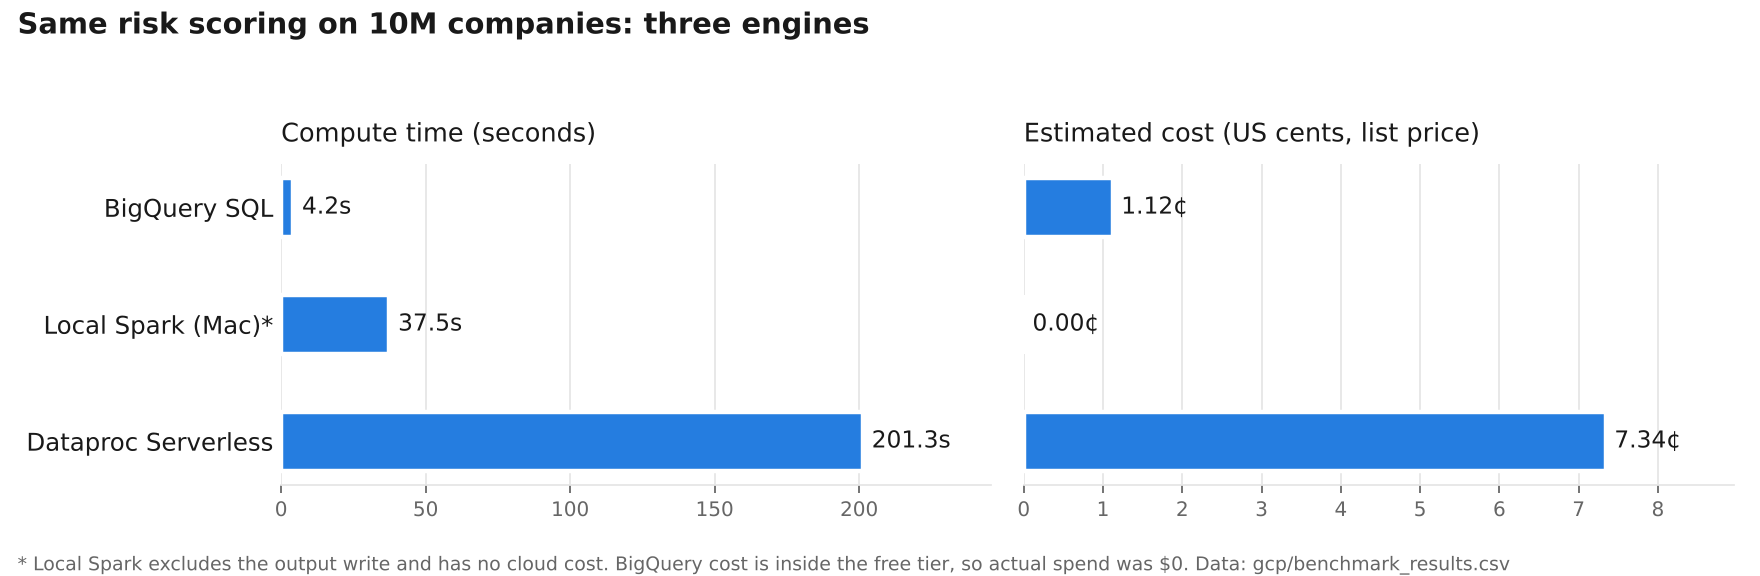 Same risk scoring on 10M companies: three engines
Compute time (seconds)
BigQuery SQL 4.2s
Local Spark (Mac)* 37.5s
Dataproc Serverless 201.3s
0 50 100 150 200
Estimated cost (US cents, list price)
1.12¢
0.00¢
7.34¢
0 1 2 3 4 5 6 7 8
* Local Spark excludes the output write and has no cloud cost. BigQuery cost is inside the free tier, so actual spend was $0. Data: gcp/benchmark_results.csv